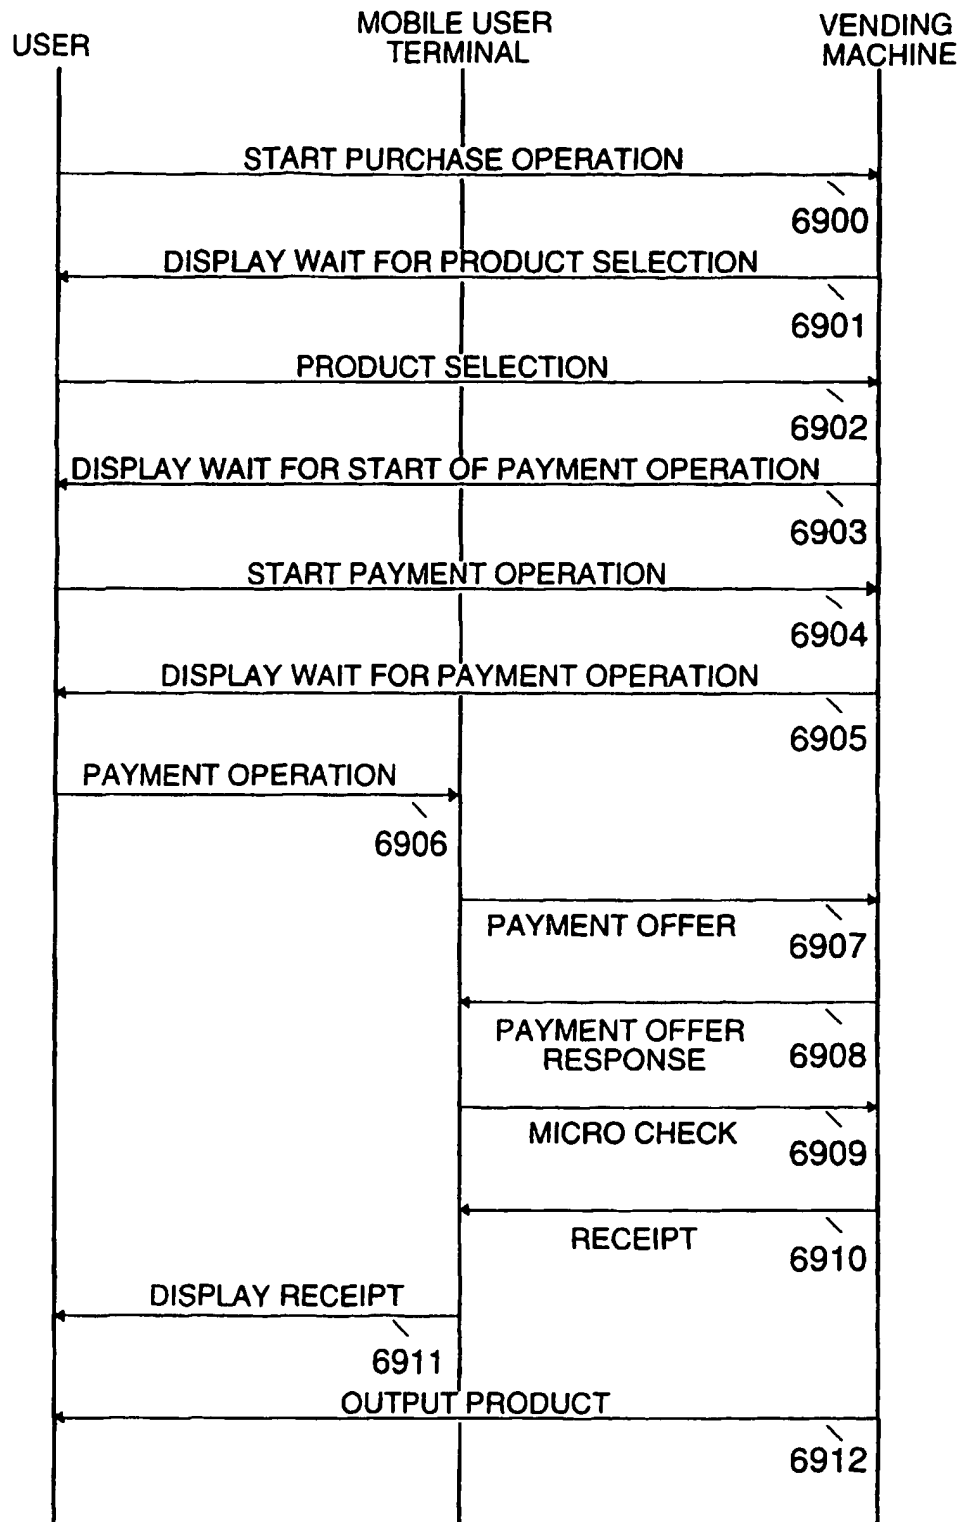 USER
MOBILE USER
TERMINAL
VENDING
MACHINE
START PURCHASE OPERATION
6900
DISPLAY WAIT FOR PRODUCT SELECTION
6901
PRODUCT SELECTION
6902
DISPLAY WAIT FOR START OF PAYMENT OPERATION
6903
START PAYMENT OPERATION
6904
DISPLAY WAIT FOR PAYMENT OPERATION
6905
PAYMENT OPERATION
6906
PAYMENT OFFER
6907
PAYMENT OFFER
RESPONSE
6908
MICRO CHECK
6909
RECEIPT
6910
DISPLAY RECEIPT
6911
OUTPUT PRODUCT
6912